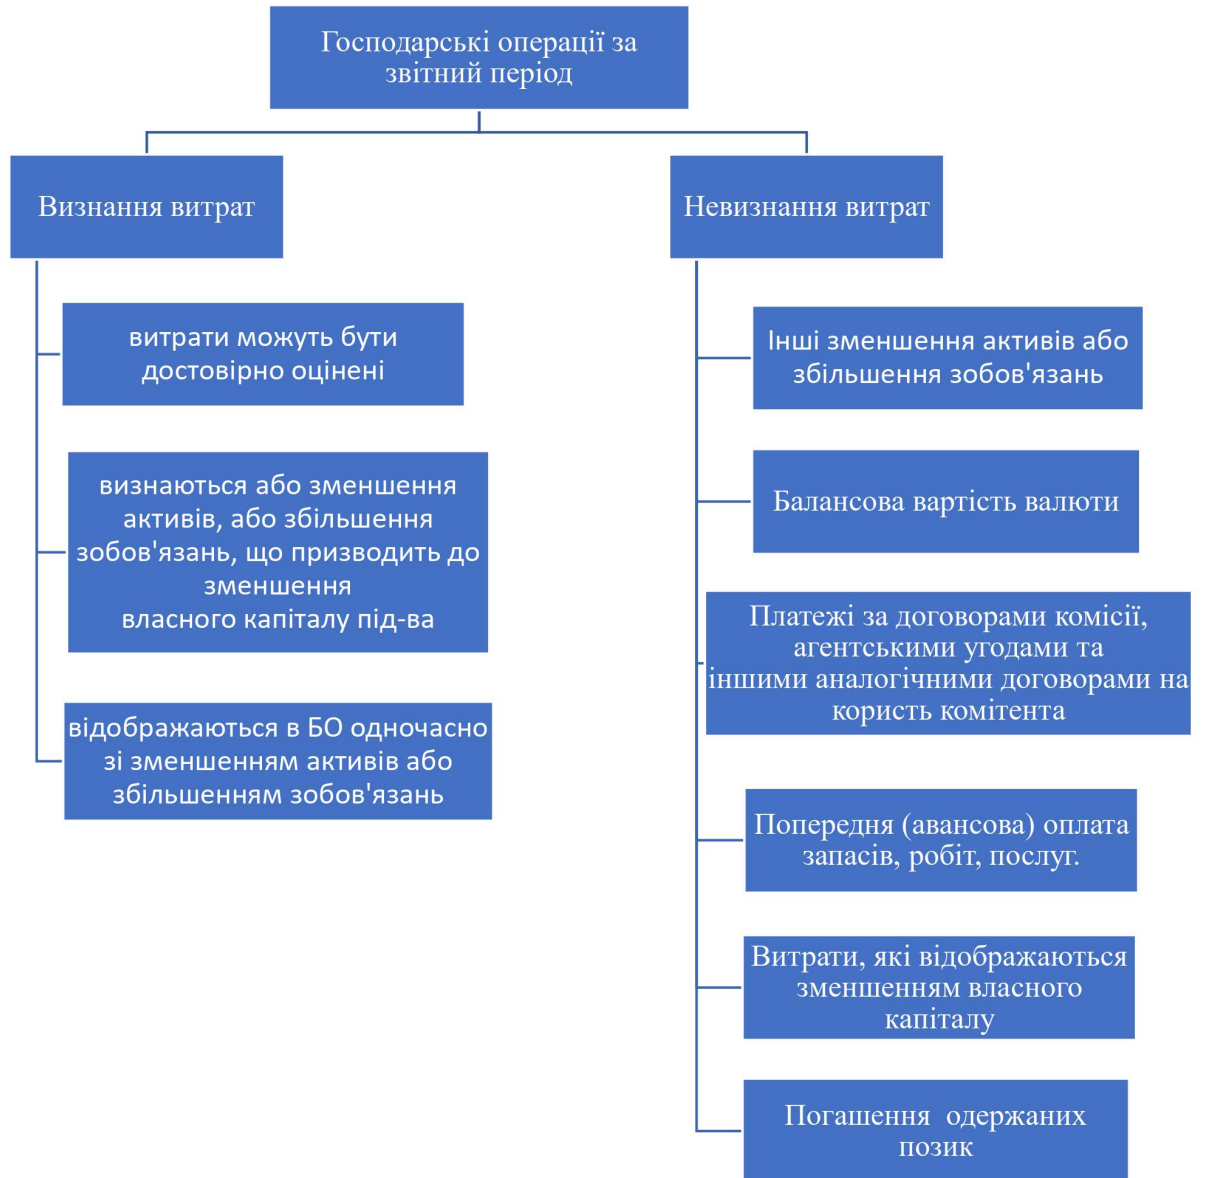 Господарські операції за
звітний період
Визнання витрат
витрати можуть бути
достовірно оцінені
визнаються або зменшення
активів, або збільшення
зобов'язань, що призводить до
зменшення
власного капіталу під-ва
відображаються в БО одночасно
зі зменшенням активів або
збільшенням зобов'язань
Невизнання витрат
Інші зменшення активів або
збільшення зобов'язань
Балансова вартість валюти
Платежі за договорами комісії,
агентськими угодами та
іншими аналогічними договорами на
користь комітента
Попередня (авансова) оплата
запасів, робіт, послуг.
Витрати, які відображаються
зменшенням власного
капіталу
Погашення одержаних
позик